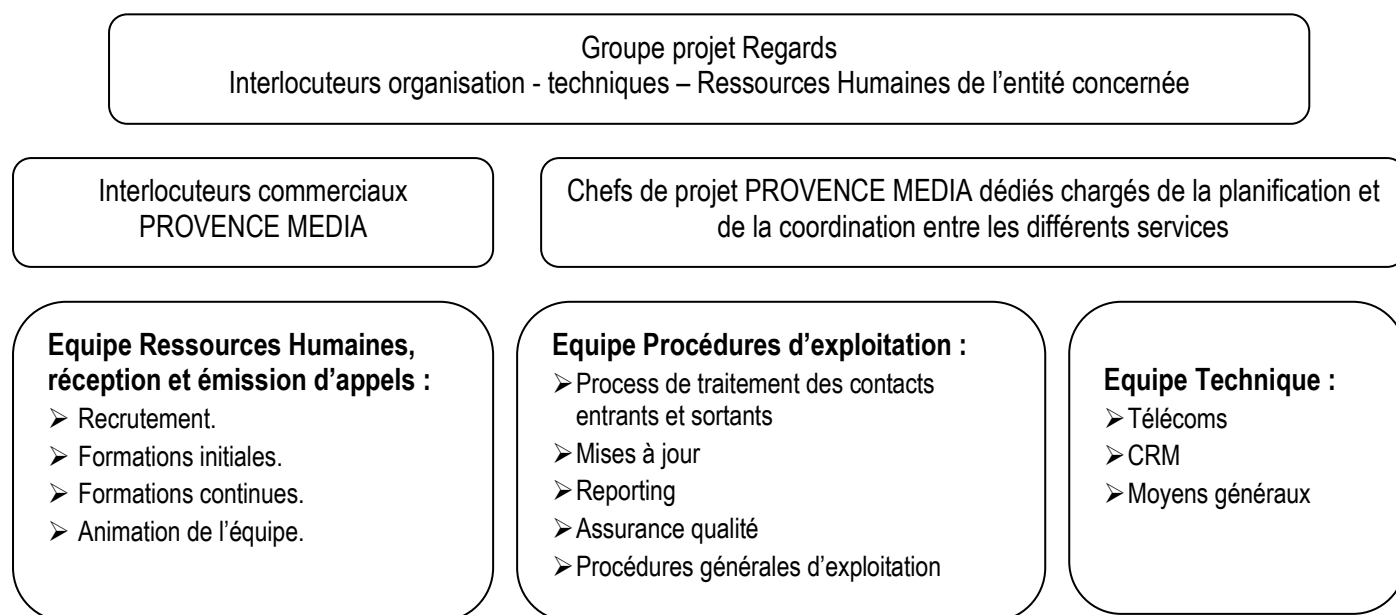 Groupe projet Regards
Interlocuteurs organisation - techniques – Ressources Humaines de l’entité concernée
Interlocuteurs commerciaux
PROVENCE MEDIA
Chefs de projet PROVENCE MEDIA dédiés chargés de la planification et
de la coordination entre les différents services
Equipe Ressources Humaines,
réception et émission d’appels :
➢ Recrutement.
➢ Formations initiales.
➢ Formations continues.
➢ Animation de l’équipe.
Equipe Procédures d’exploitation :
➢ Process de traitement des contacts
entrants et sortants
➢ Mises à jour
➢ Reporting
➢ Assurance qualité
➢ Procédures générales d’exploitation
Equipe Technique :
➢ Télécoms
➢ CRM
➢ Moyens généraux